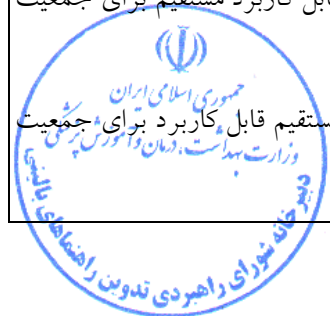 قابل کاربرد مستقیم برای جمعیت
مستقیم قابل کاربرد برای جمعیت
جمهوری اسلامی ایران
وزارت بهداشت، درمان و آموزش پزشکی
دبیرخانه شورای راهبردی تدوین راهنماهای بالینی